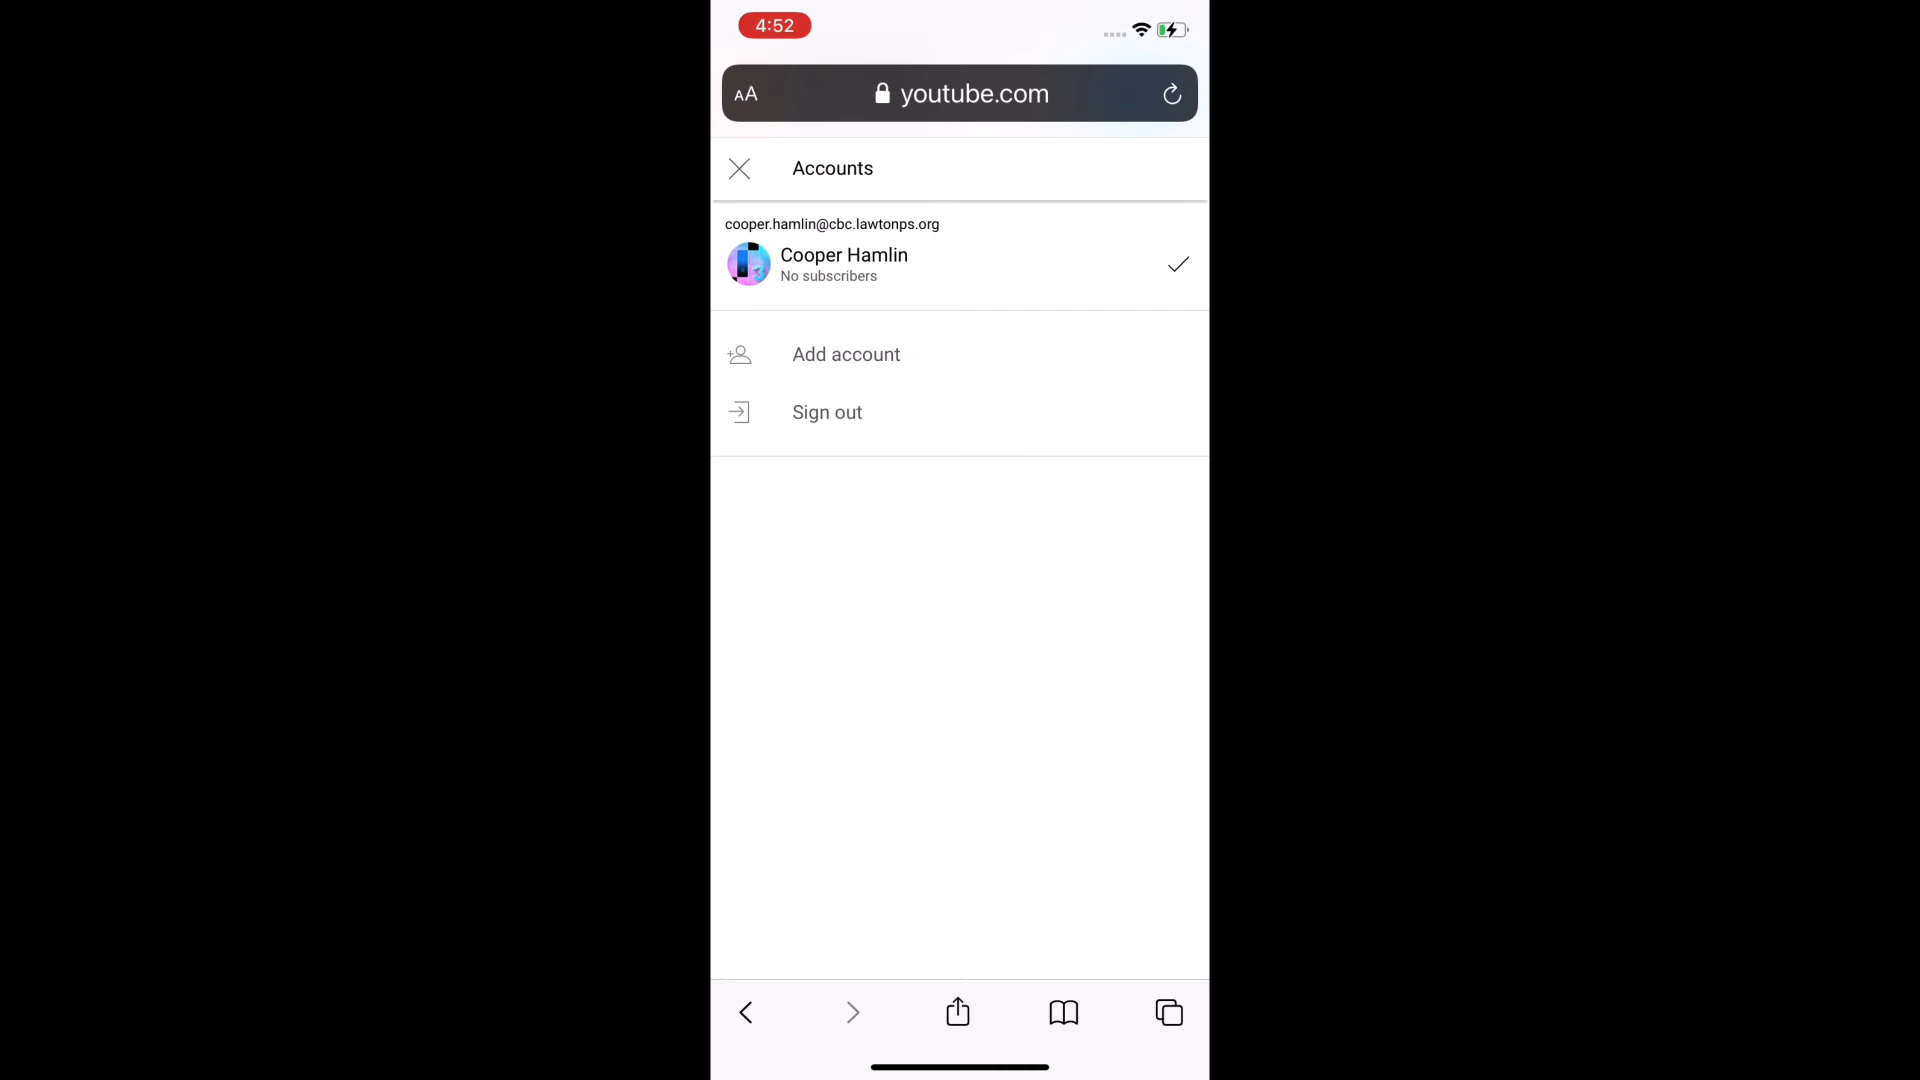 4:52
AA
youtube.com
Accounts
cooper.hamlin@cbc.lawtonps.org
Cooper Hamlin
No subscribers
Add account
Sign out